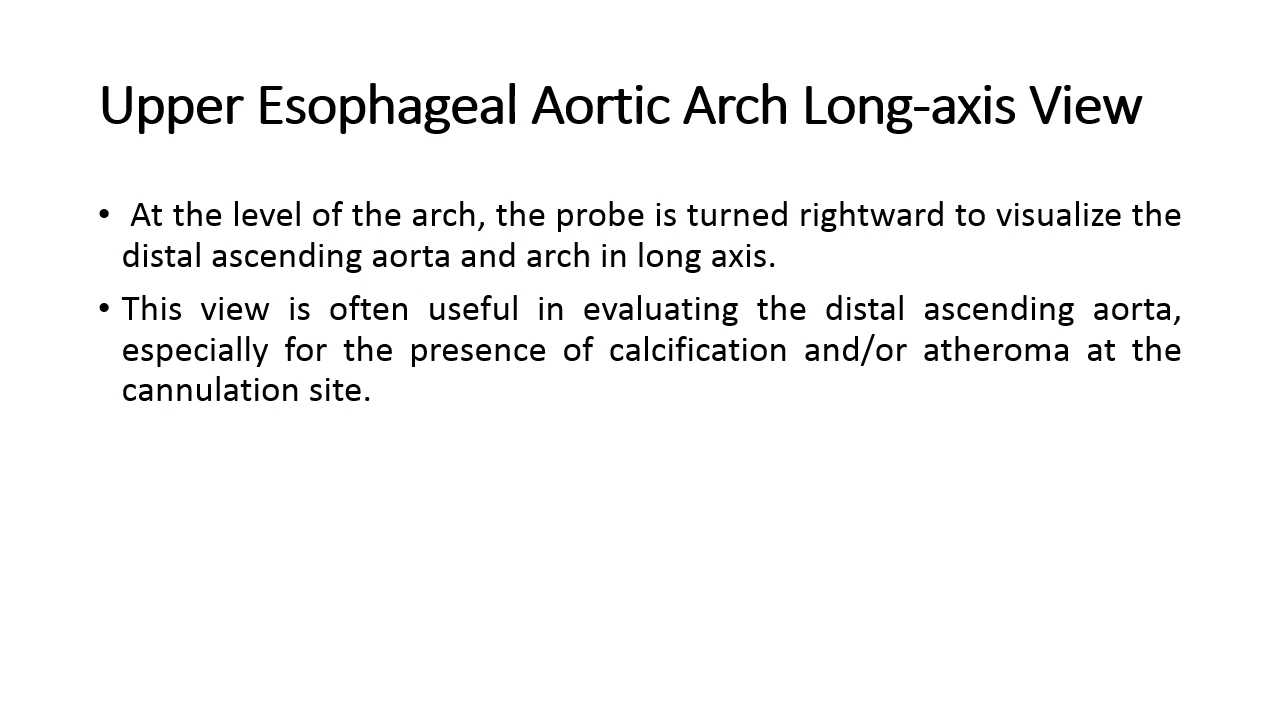 Upper Esophageal Aortic Arch Long-axis View
• At the level of the arch, the probe is turned rightward to visualize the
distal ascending aorta and arch in long axis.
• This view is often useful in evaluating the distal ascending aorta,
especially for the presence of calcification and/or atheroma at the
cannulation site.